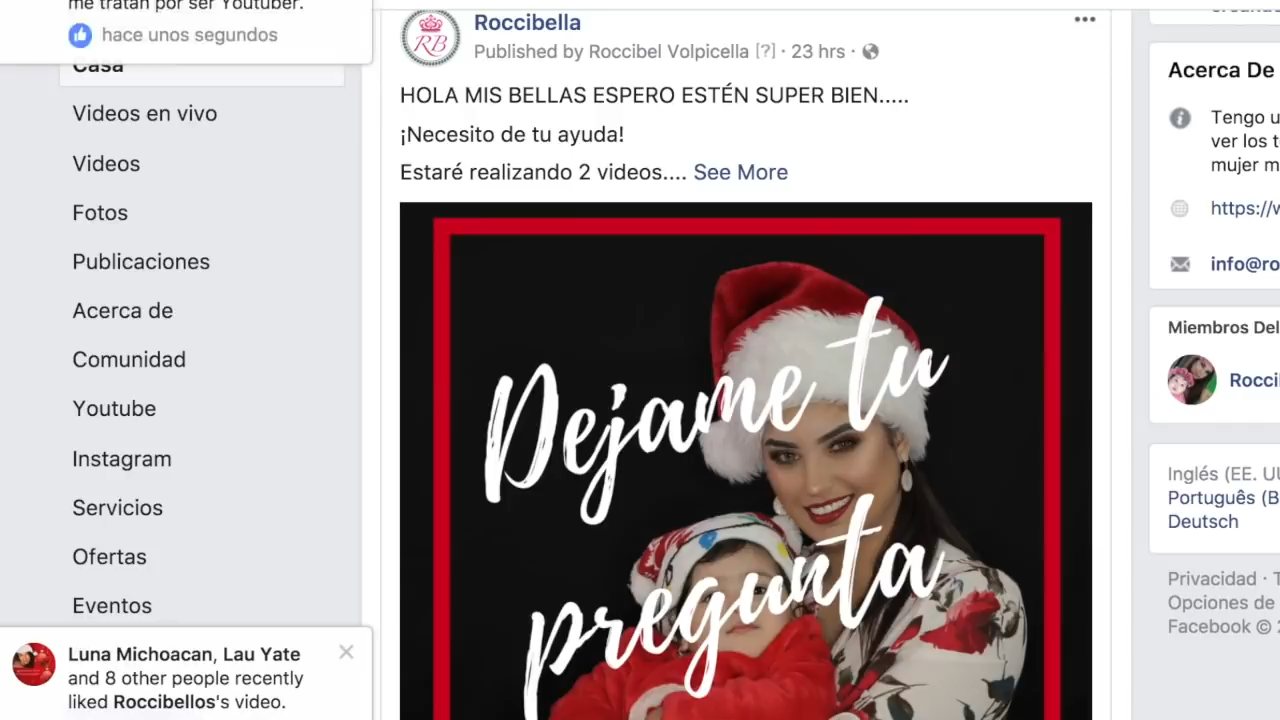 me tratan por ser Youtuber.
hace unos segundos
Casa
Videos en vivo
Videos
Fotos
Publicaciones
Acerca de
Comunidad
Youtube
Instagram
Servicios
Ofertas
Eventos
Luna Michoacan, Lau Yate
and 8 other people recently
liked Roccibellos's video.
RB
Roccibella
Published by Roccibel Volpicella [?] · 23 hrs ·
HOLA MIS BELLAS ESPERO ESTÉN SUPER BIEN.....
¡Necesito de tu ayuda!
Estaré realizando 2 videos.... See More
Dejame tu
pregunta
Acerca De
Tengo u
ver los t
mujer m
https://w
info@ro
Miembros Del
Roccil
Inglés (EE. UU
Português (B
Deutsch
Privacidad · T
Opciones de
Facebook © 2